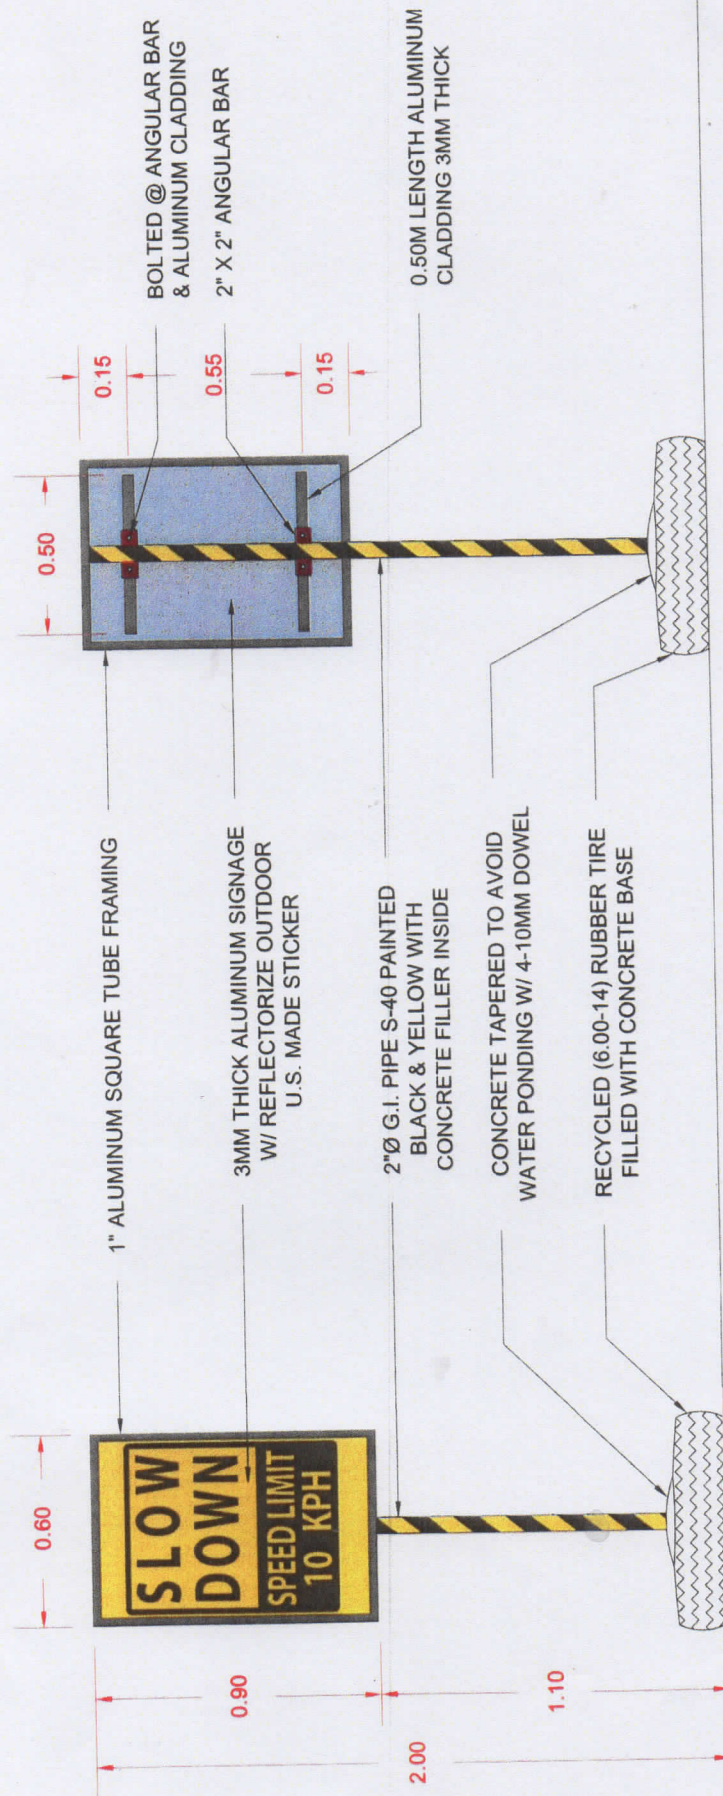 0.60
0.90
1.10
2.00
SLOW
DOWN
SPEED LIMIT
10 KPH
1" ALUMINUM SQUARE TUBE FRAMING
3MM THICK ALUMINUM SIGNAGE
W/ REFLECTORIZE OUTDOOR
U.S. MADE STICKER
2"Ø G.I. PIPE S-40 PAINTED
BLACK & YELLOW WITH
CONCRETE FILLER INSIDE
CONCRETE TAPERED TO AVOID
WATER PONDING W/ 4-10MM DOWEL
RECYCLED (6.00-14) RUBBER TIRE
FILLED WITH CONCRETE BASE
0.50
0.15
0.55
0.15
BOLTED @ ANGULAR BAR
& ALUMINUM CLADDING
2" X 2" ANGULAR BAR
0.50M LENGTH ALUMINUM
CLADDING 3MM THICK